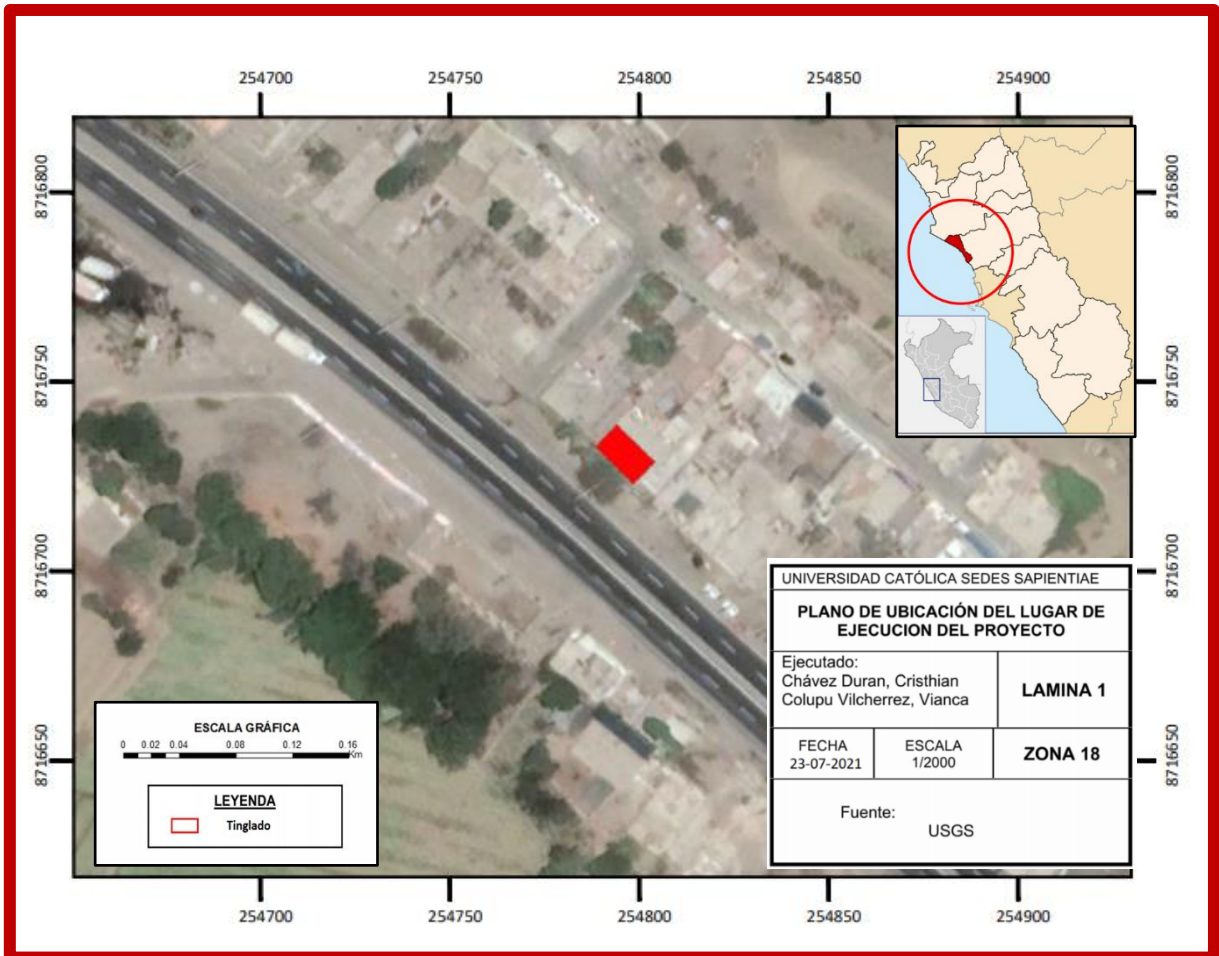 254700 254750 254800 254850 254900
8716800 8716800
8716750 8716750
8716700 8716700
8716650 8716650
UNIVERSIDAD CATÓLICA SEDES SAPIENTIAE
PLANO DE UBICACIÓN DEL LUGAR DE
EJECUCION DEL PROYECTO
Ejecutado:
Chávez Duran, Cristhian
Colupu Vilcherrez, Vianca
LAMINA 1
FECHA
23-07-2021
ESCALA
1/2000
ZONA 18
Fuente:
USGS
ESCALA GRÁFICA
0 0.02 0.04 0.08 0.12 0.16
Km
LEYENDA
Tinglado
254700 254750 254800 254850 254900